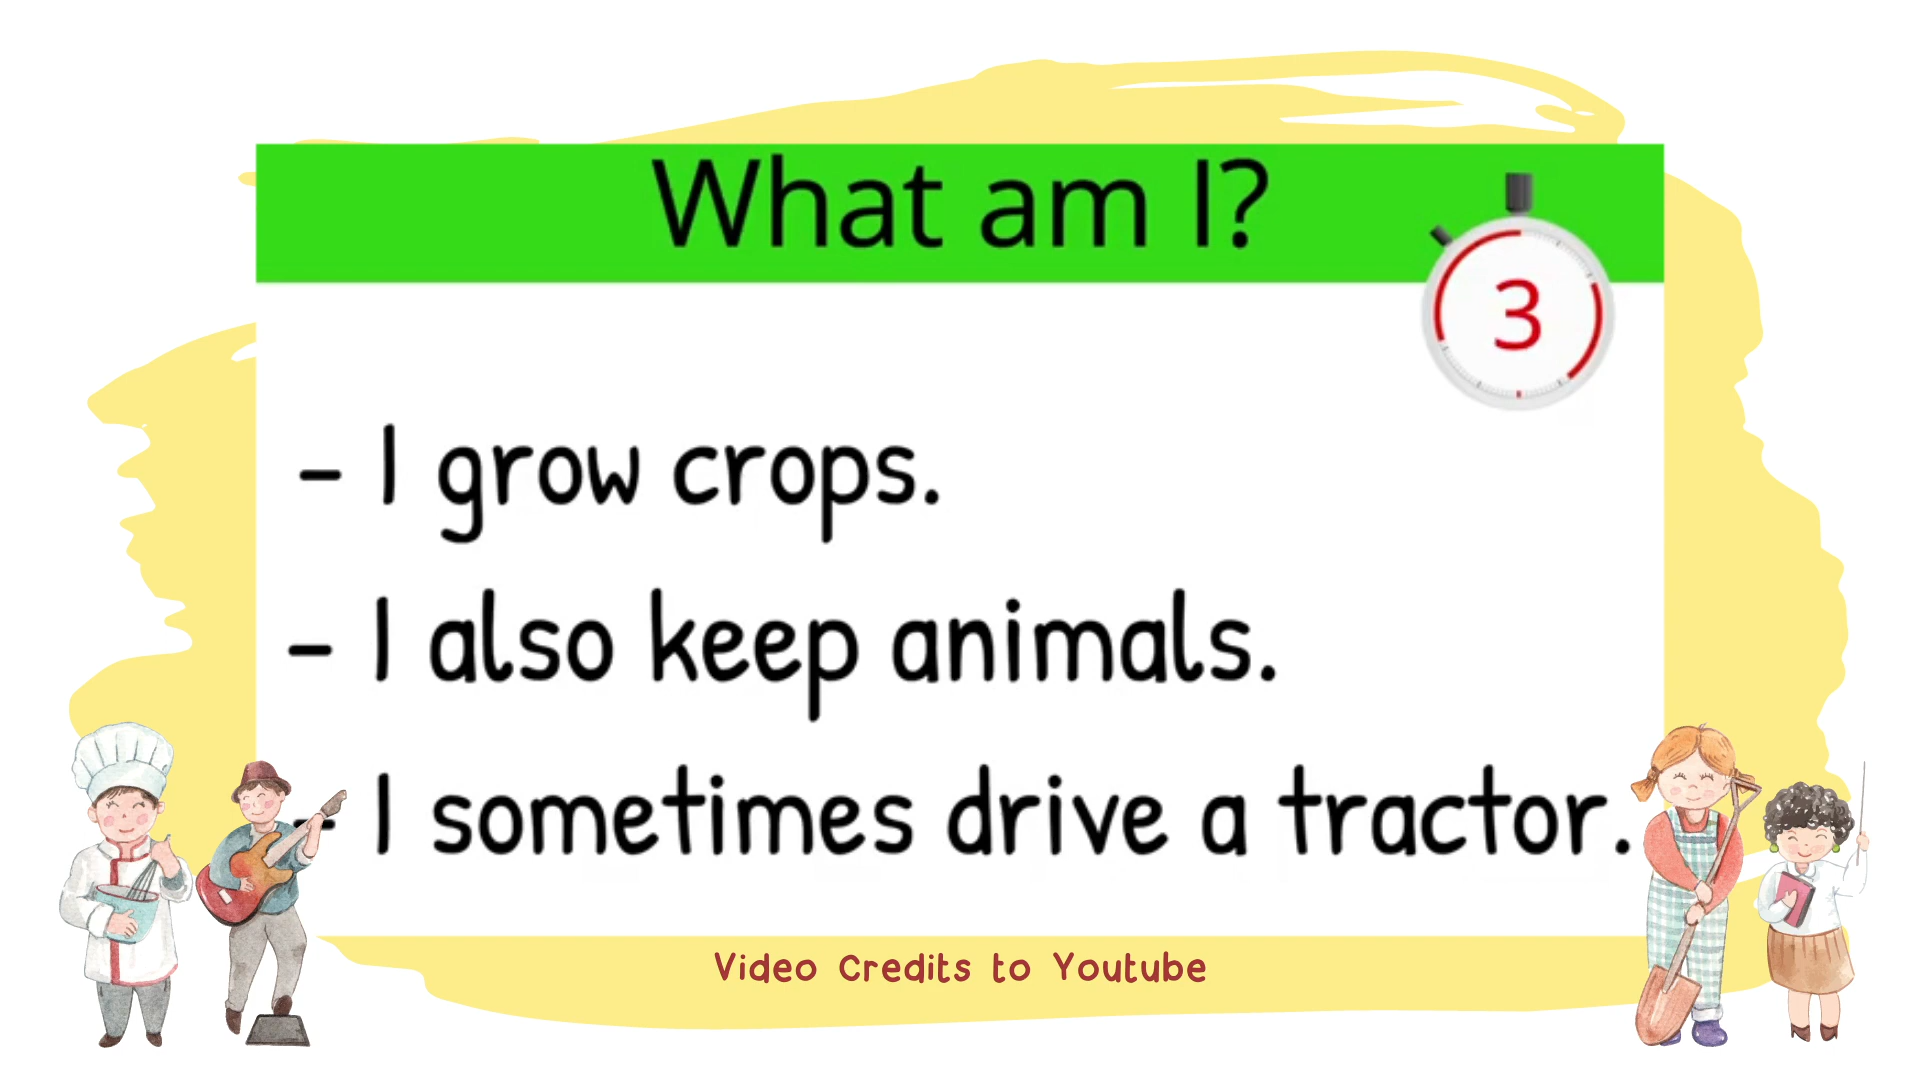 What am I?
3
- I grow crops.
- I also keep animals.
- I sometimes drive a tractor.
Video Credits to Youtube